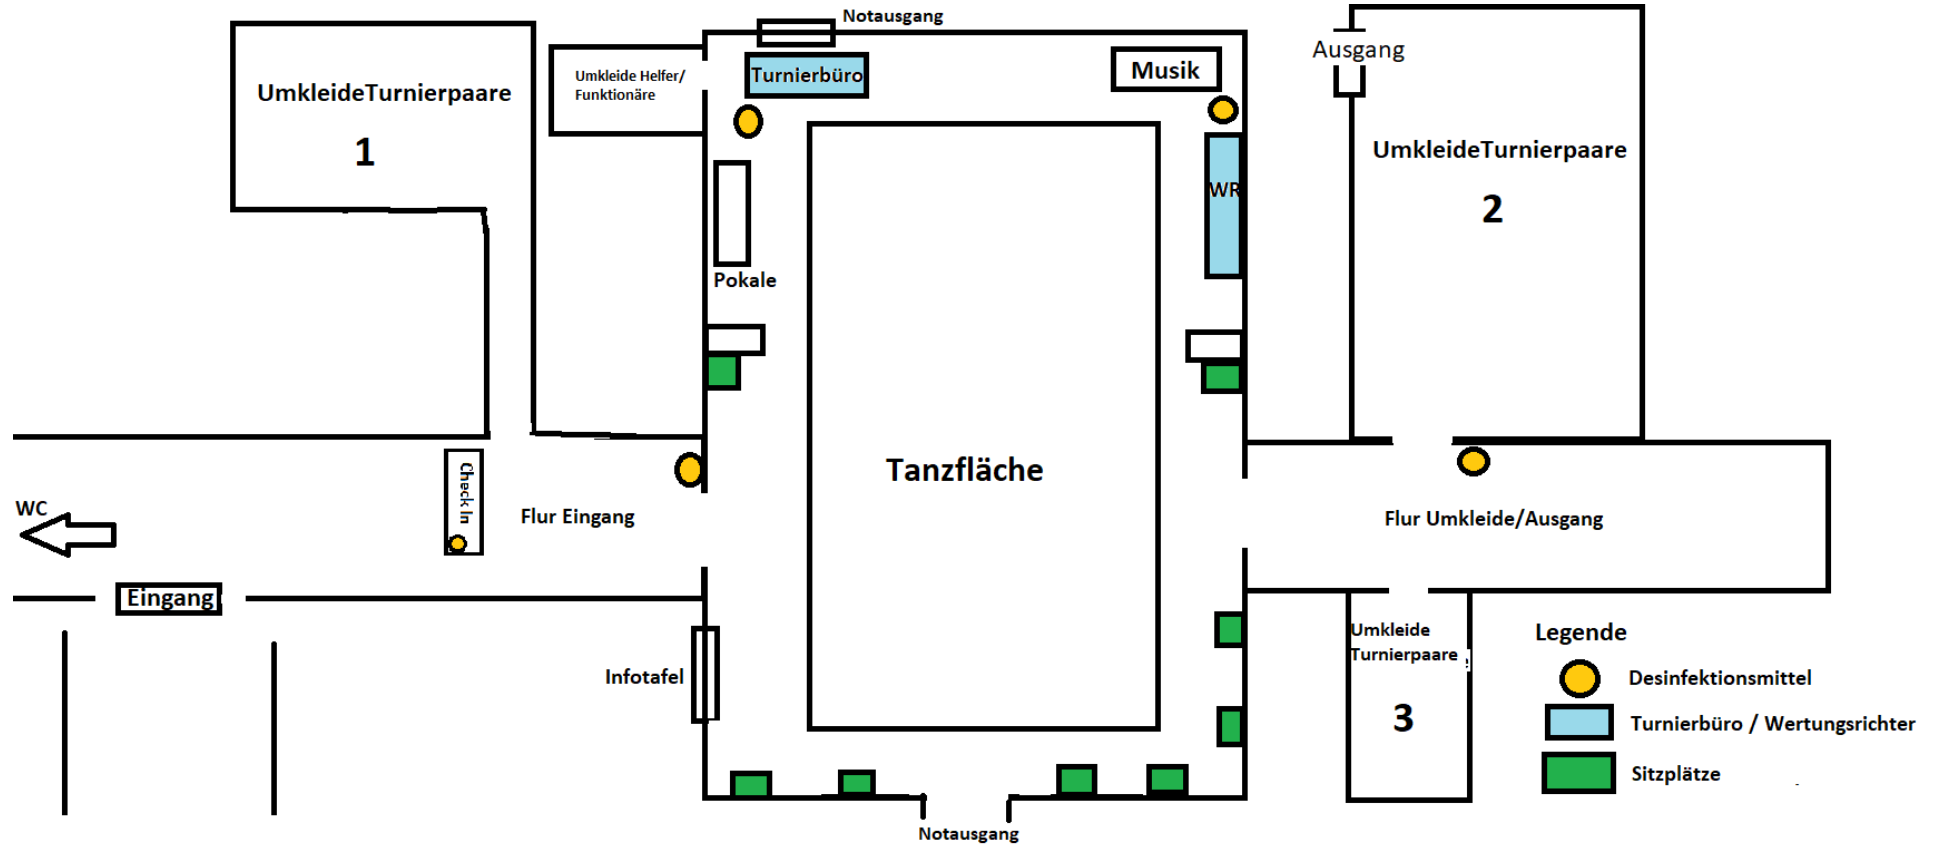 Notausgang
UmkleideTurnierpaare
1
Umkleide Helfer/
Funktionäre
Turnierbüro
Musik
Ausgang
UmkleideTurnierpaare
2
WR
Pokale
Tanzfläche
WC
Check In
Flur Eingang
Flur Umkleide/Ausgang
Eingang
Infotafel
Umkleide
Turnierpaare
3
Legende
Desinfektionsmittel
Turnierbüro / Wertungsrichter
Sitzplätze
Notausgang